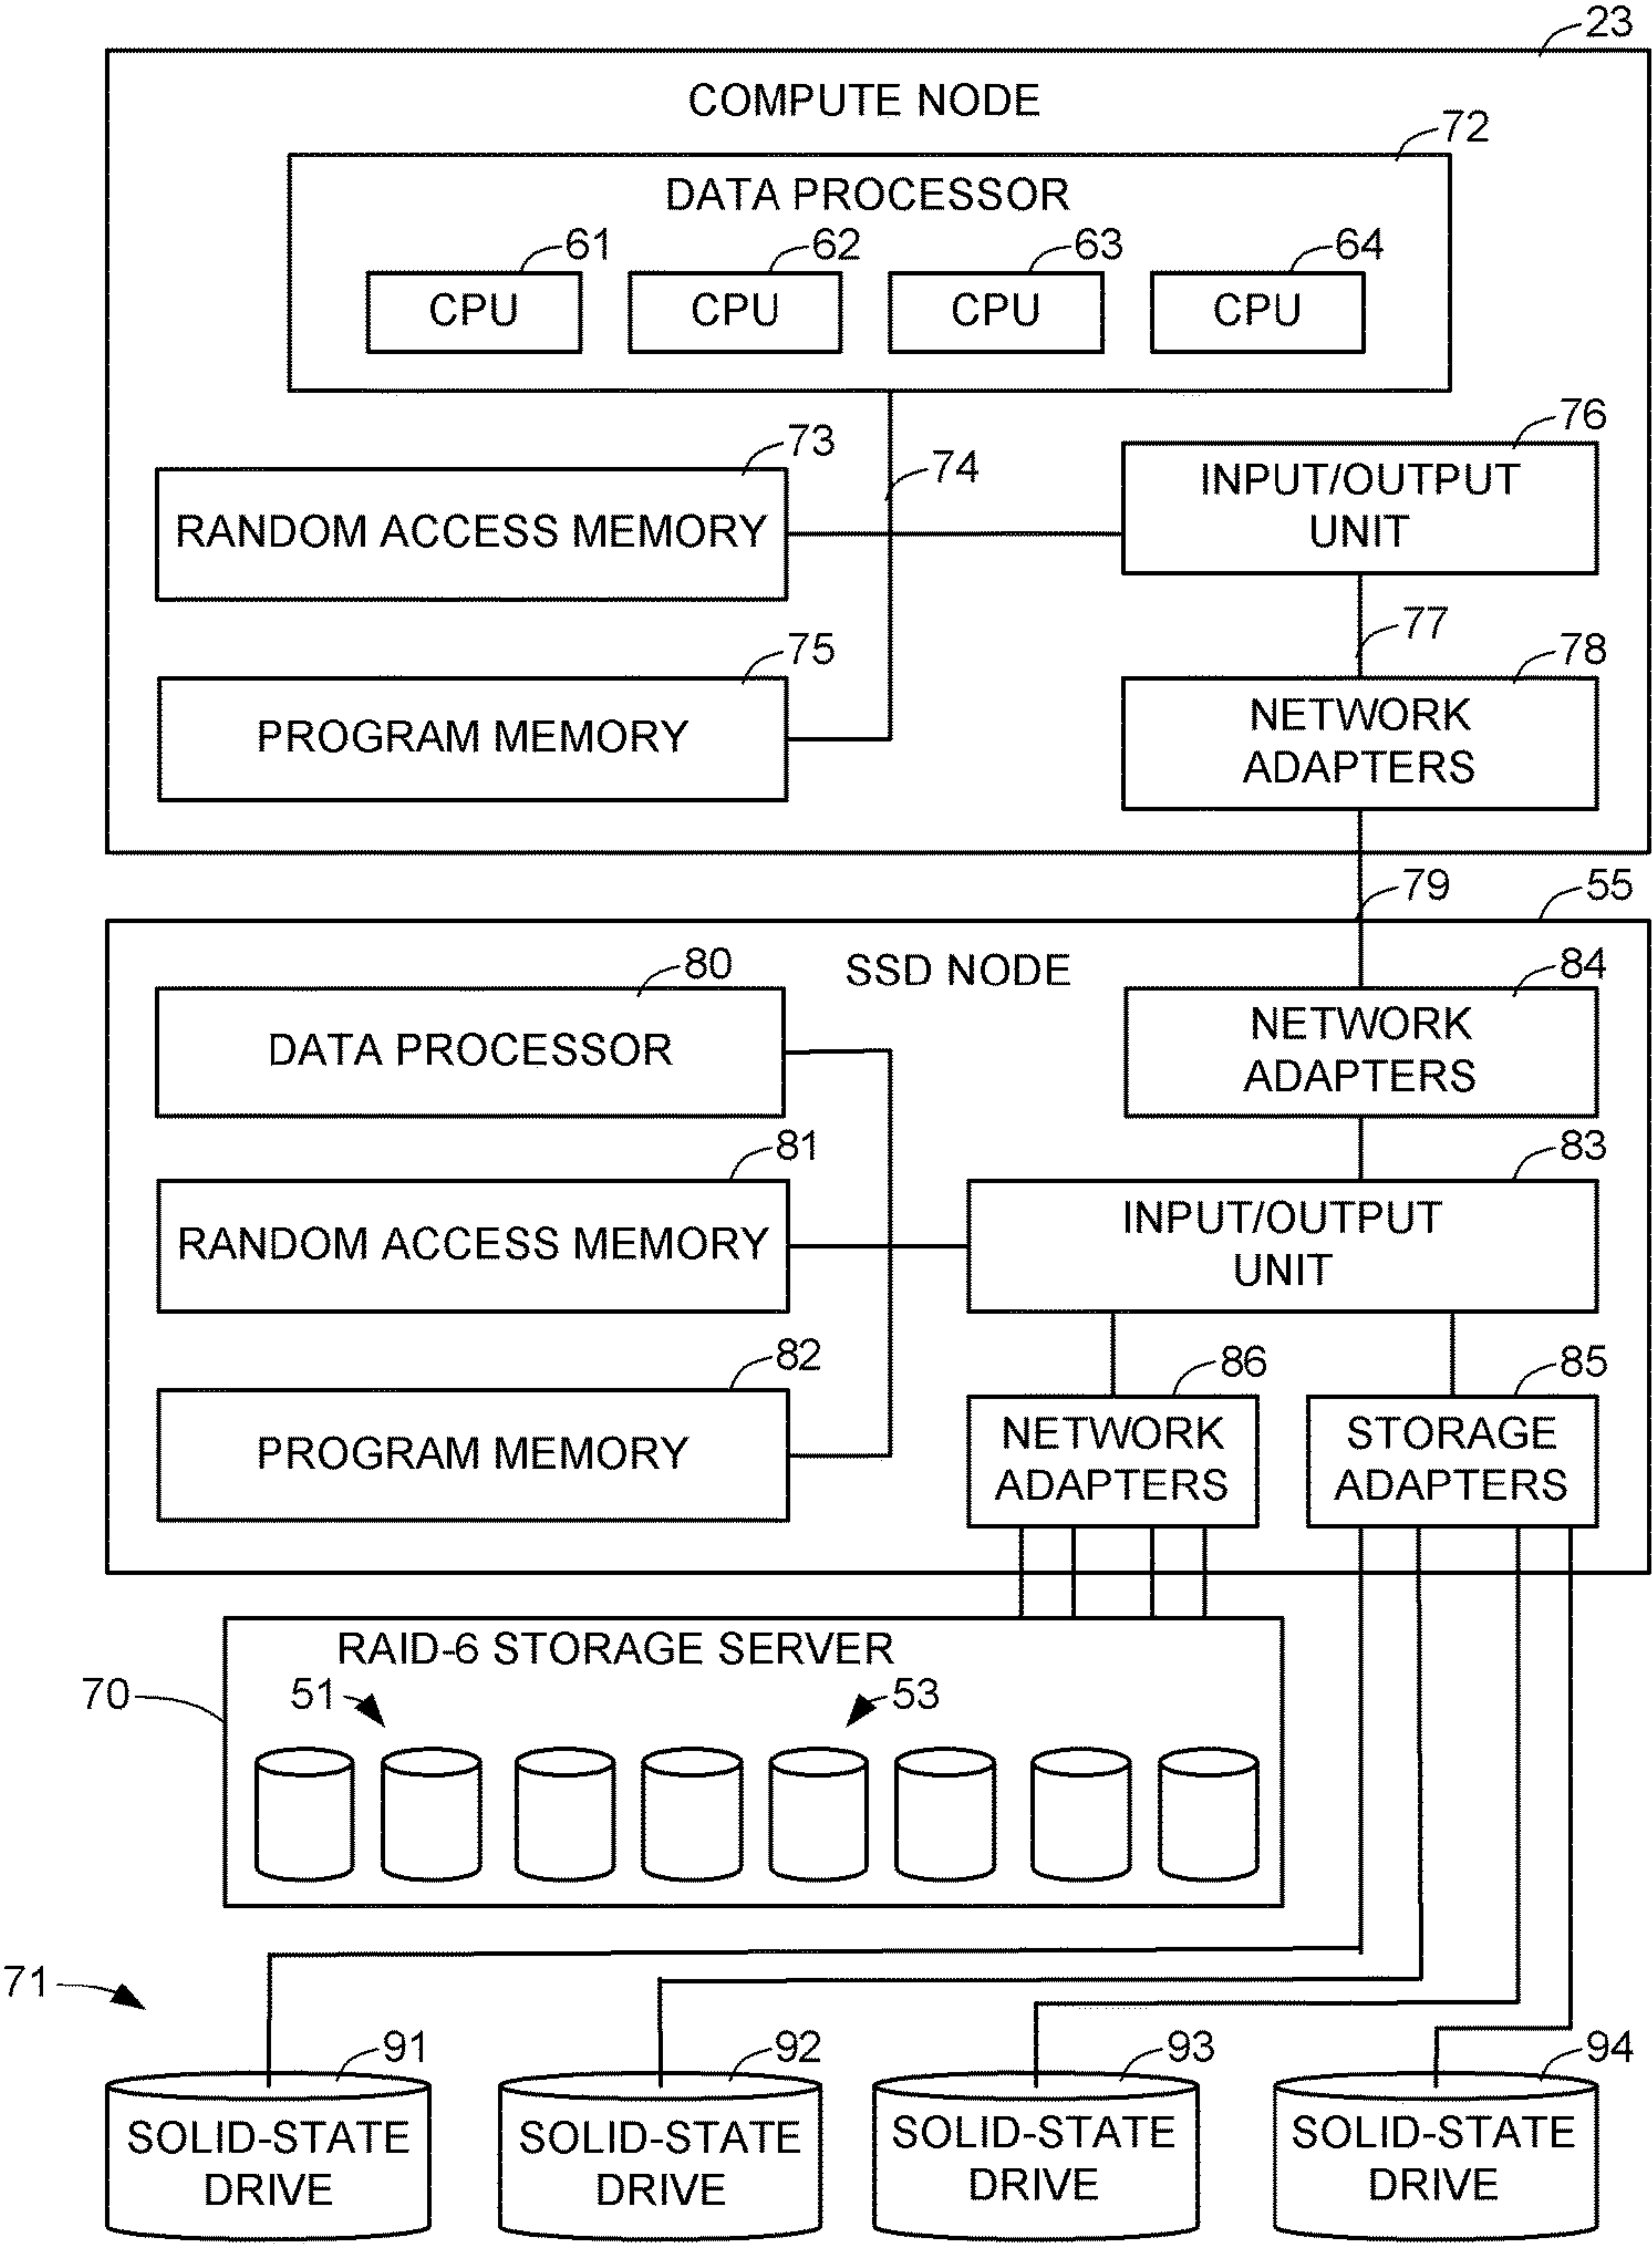 23
COMPUTE NODE
72
DATA PROCESSOR
61 62 63 64
CPU CPU CPU CPU
73
RANDOM ACCESS MEMORY
74
76
INPUT/OUTPUT
UNIT
75
PROGRAM MEMORY
77
78
NETWORK
ADAPTERS
79
55
SSD NODE
80
DATA PROCESSOR
84
NETWORK
ADAPTERS
81
RANDOM ACCESS MEMORY
83
INPUT/OUTPUT
UNIT
82
PROGRAM MEMORY
86
NETWORK
ADAPTERS
85
STORAGE
ADAPTERS
RAID-6 STORAGE SERVER
70
51
53
71
91
SOLID-STATE
DRIVE
92
SOLID-STATE
DRIVE
93
SOLID-STATE
DRIVE
94
SOLID-STATE
DRIVE